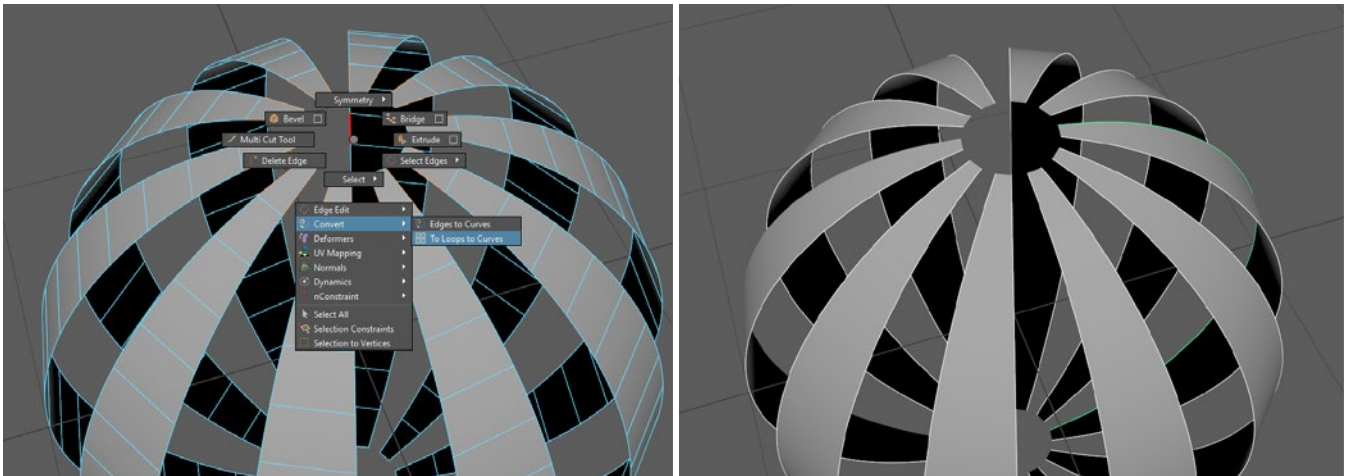 Symmetry
Bevel
Bridge
Multi Cut Tool
Extrude
Delete Edge
Select Edges
Select
Edge Edit
Convert
Edges to Curves
Deformers
To Loops to Curves
UV Mapping
Normals
Dynamics
nConstraint
Select All
Selection Constraints
Selection to Vertices